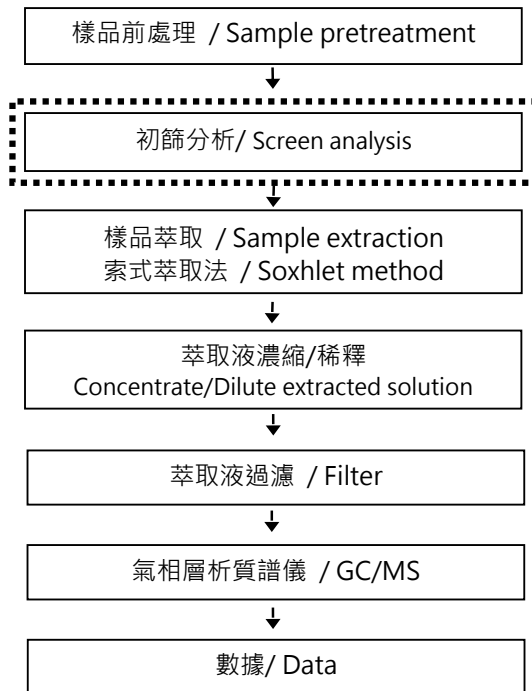 樣品前處理 / Sample pretreatment
初篩分析/ Screen analysis
樣品萃取 / Sample extraction
索式萃取法 / Soxhlet method
萃取液濃縮/稀釋
Concentrate/Dilute extracted solution
萃取液過濾 / Filter
氣相層析質譜儀 / GC/MS
數據/ Data